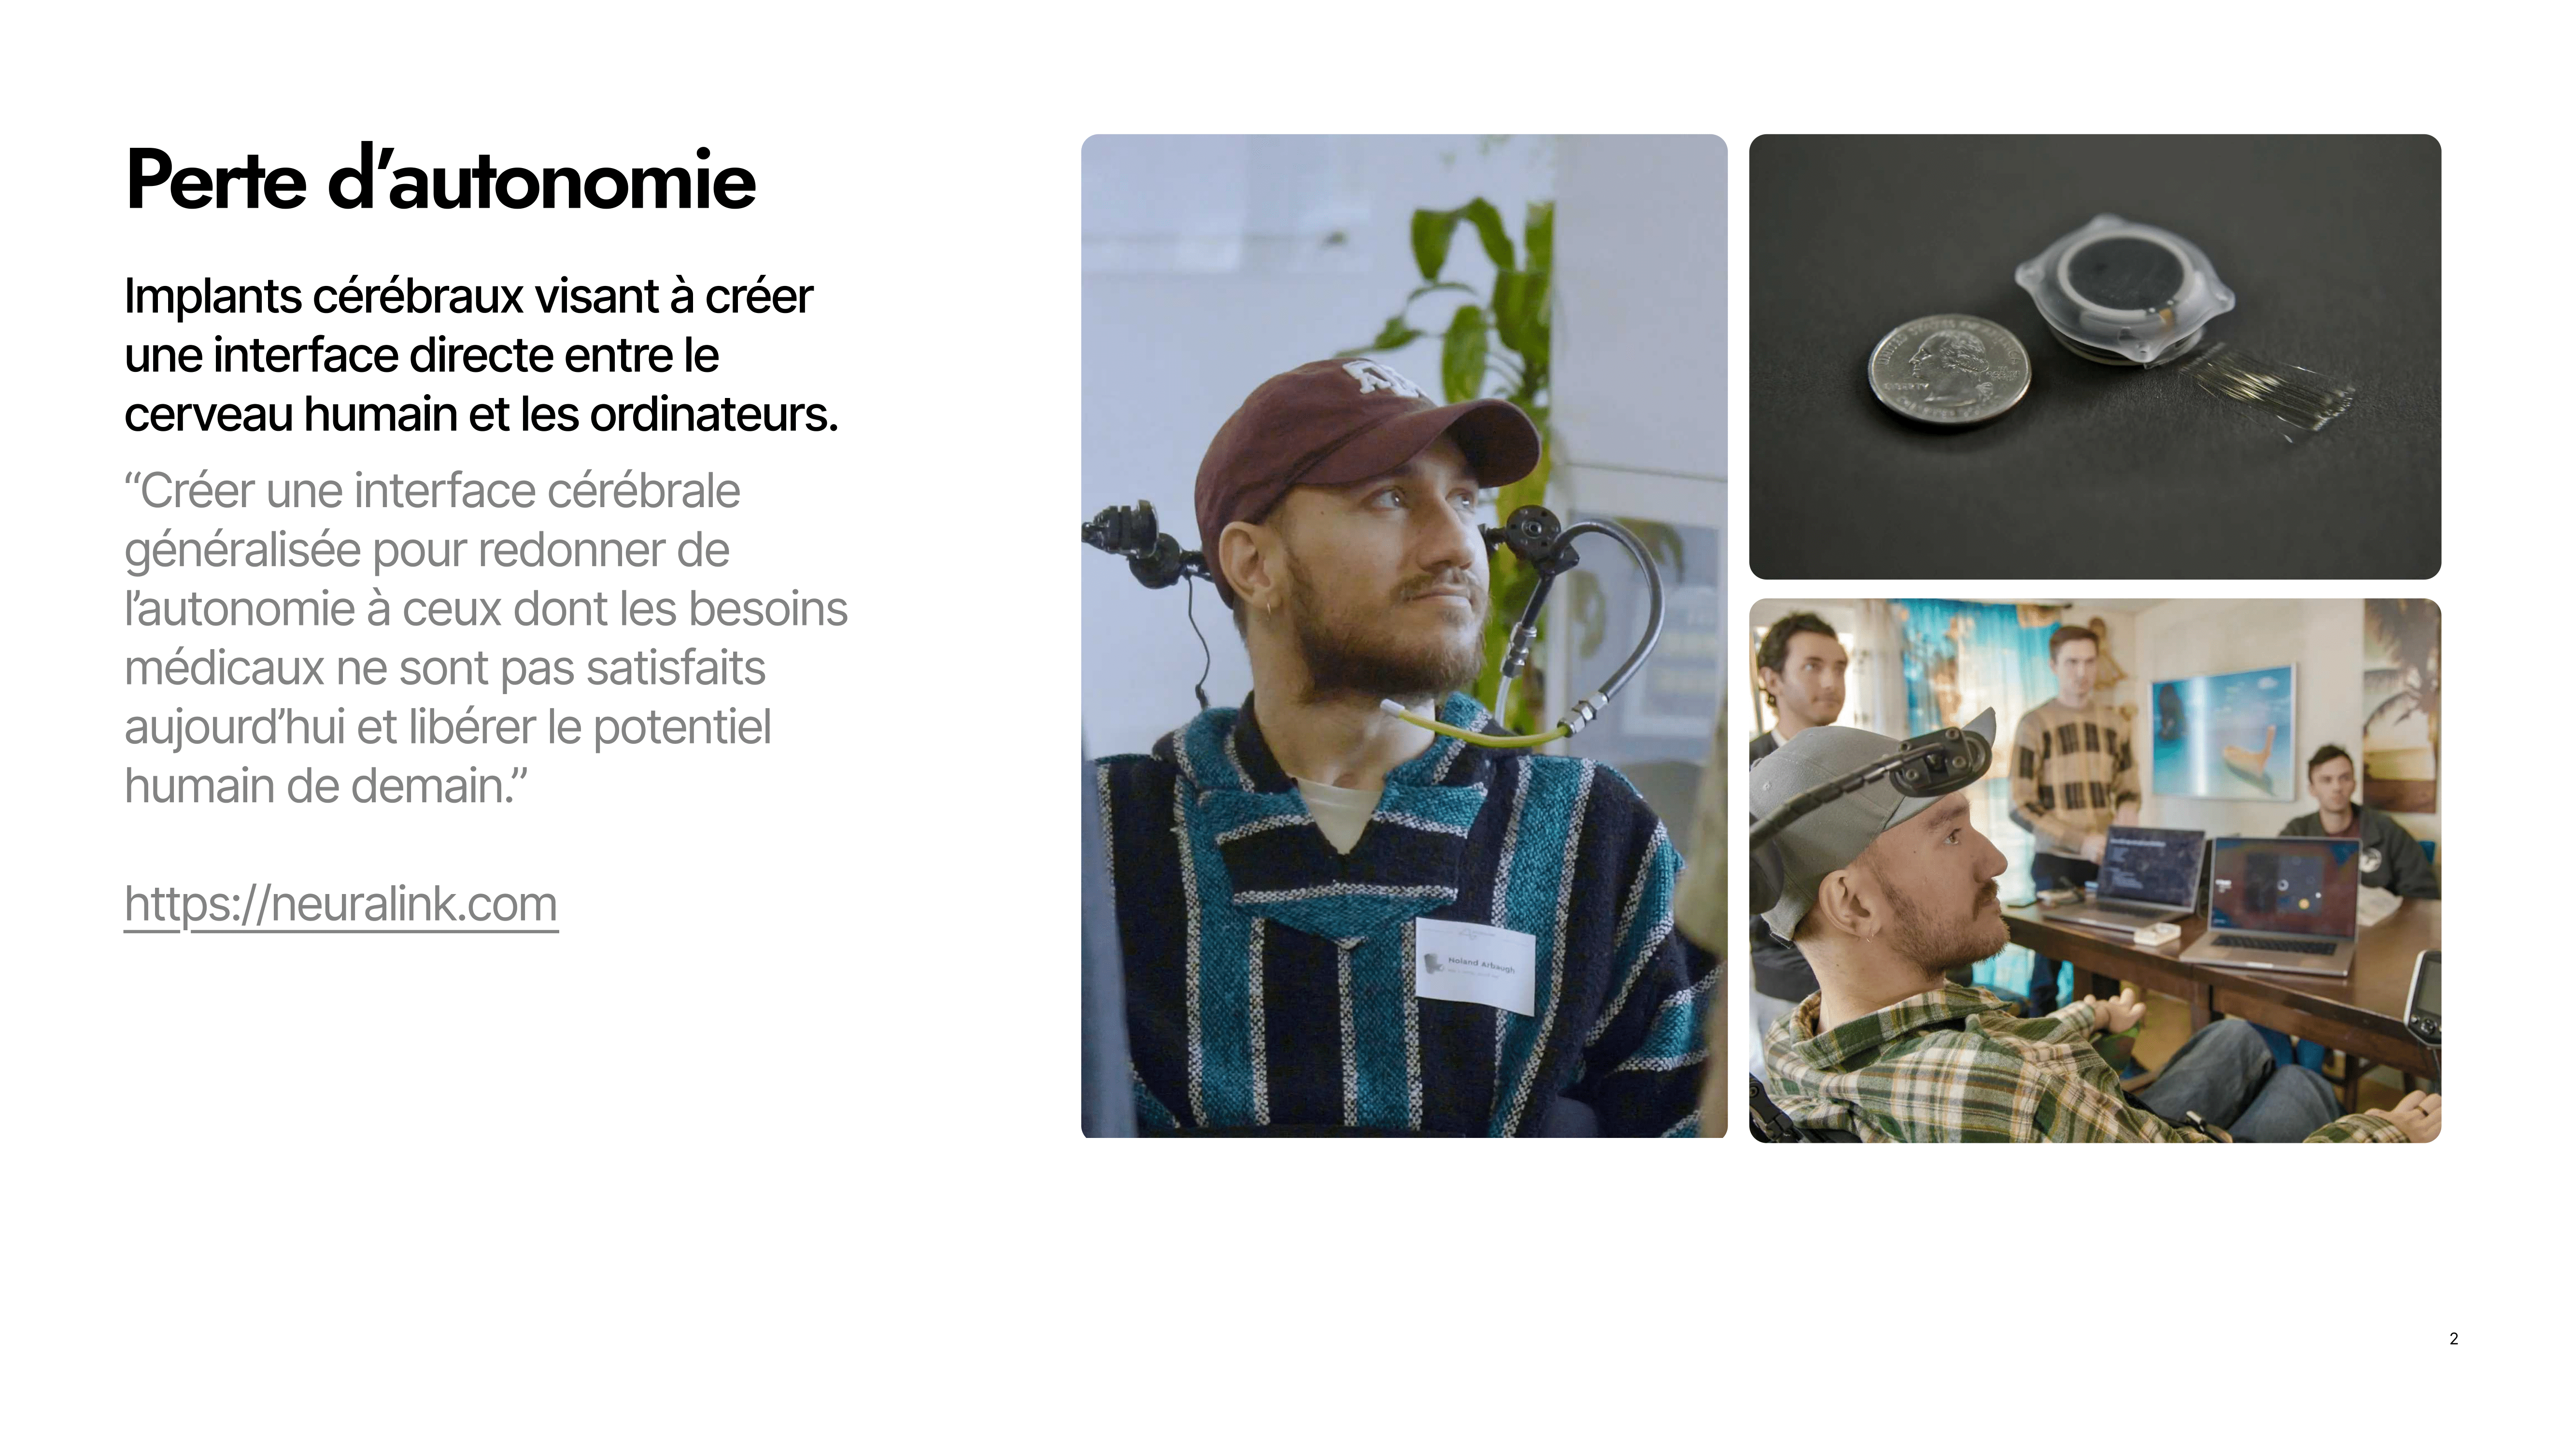 Perte d’autonomie
Implants cérébraux visant à créer
une interface directe entre le
cerveau humain et les ordinateurs.
“Créer une interface cérébrale
généralisée pour redonner de
l’autonomie à ceux dont les besoins
médicaux ne sont pas satisfaits
aujourd’hui et libérer le potentiel
humain de demain.”
https://neuralink.com
Noland Arbaugh
LIBERTY
2